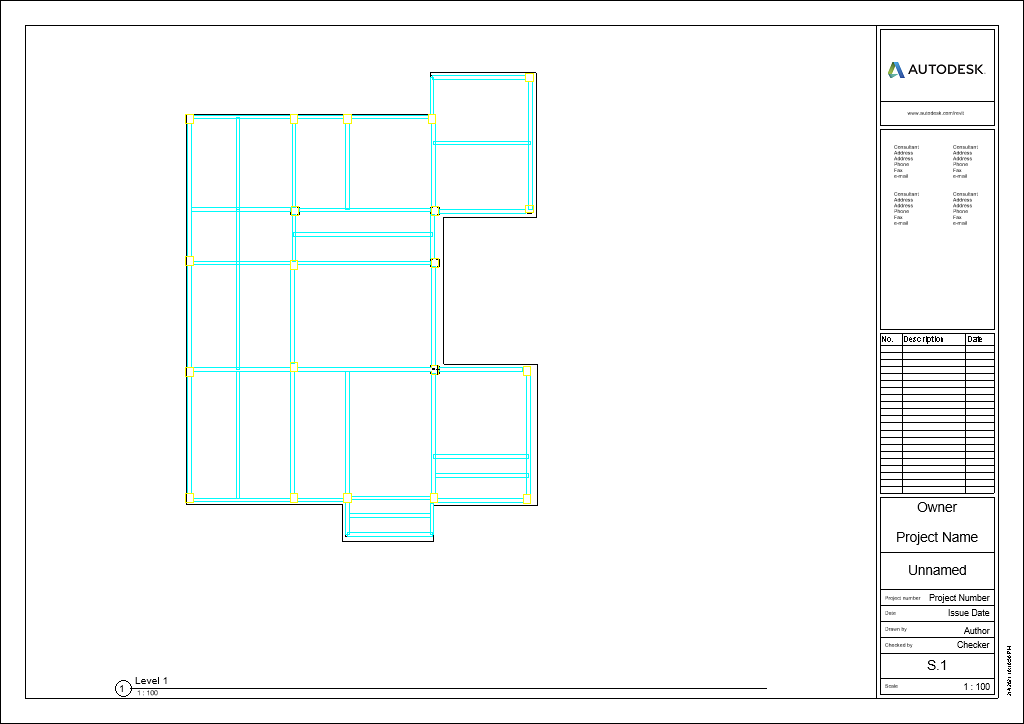 AUTODESK.
www.autodesk.com/revit
Consultant
Address
Address
Phone
Fax
e-mail
Consultant
Address
Address
Phone
Fax
e-mail
Consultant
Address
Address
Phone
Fax
e-mail
Consultant
Address
Address
Phone
Fax
e-mail
No. Description Date
Owner
Project Name
Unnamed
Project number Project Number
Date Issue Date
Drawn by Author
Checked by Checker
S.1
Scale 1 : 100
1 Level 1
1 : 100